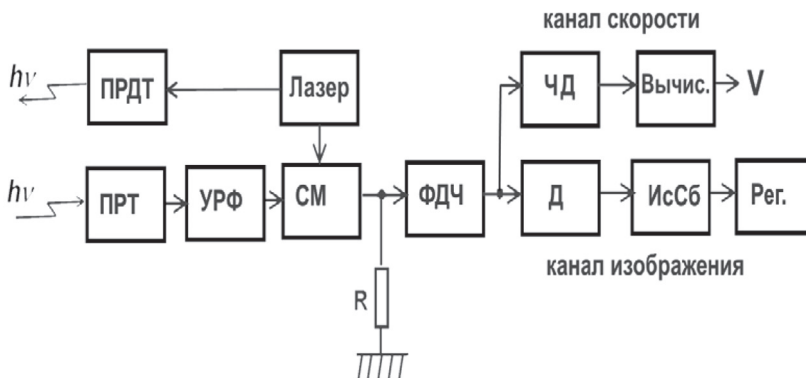 канал скорости
hν
ПРДТ
Лазер
ЧД
Вычис.
V
hν
ПРТ
УРФ
СМ
ФДЧ
Д
ИсСб
Рег.
канал изображения
R